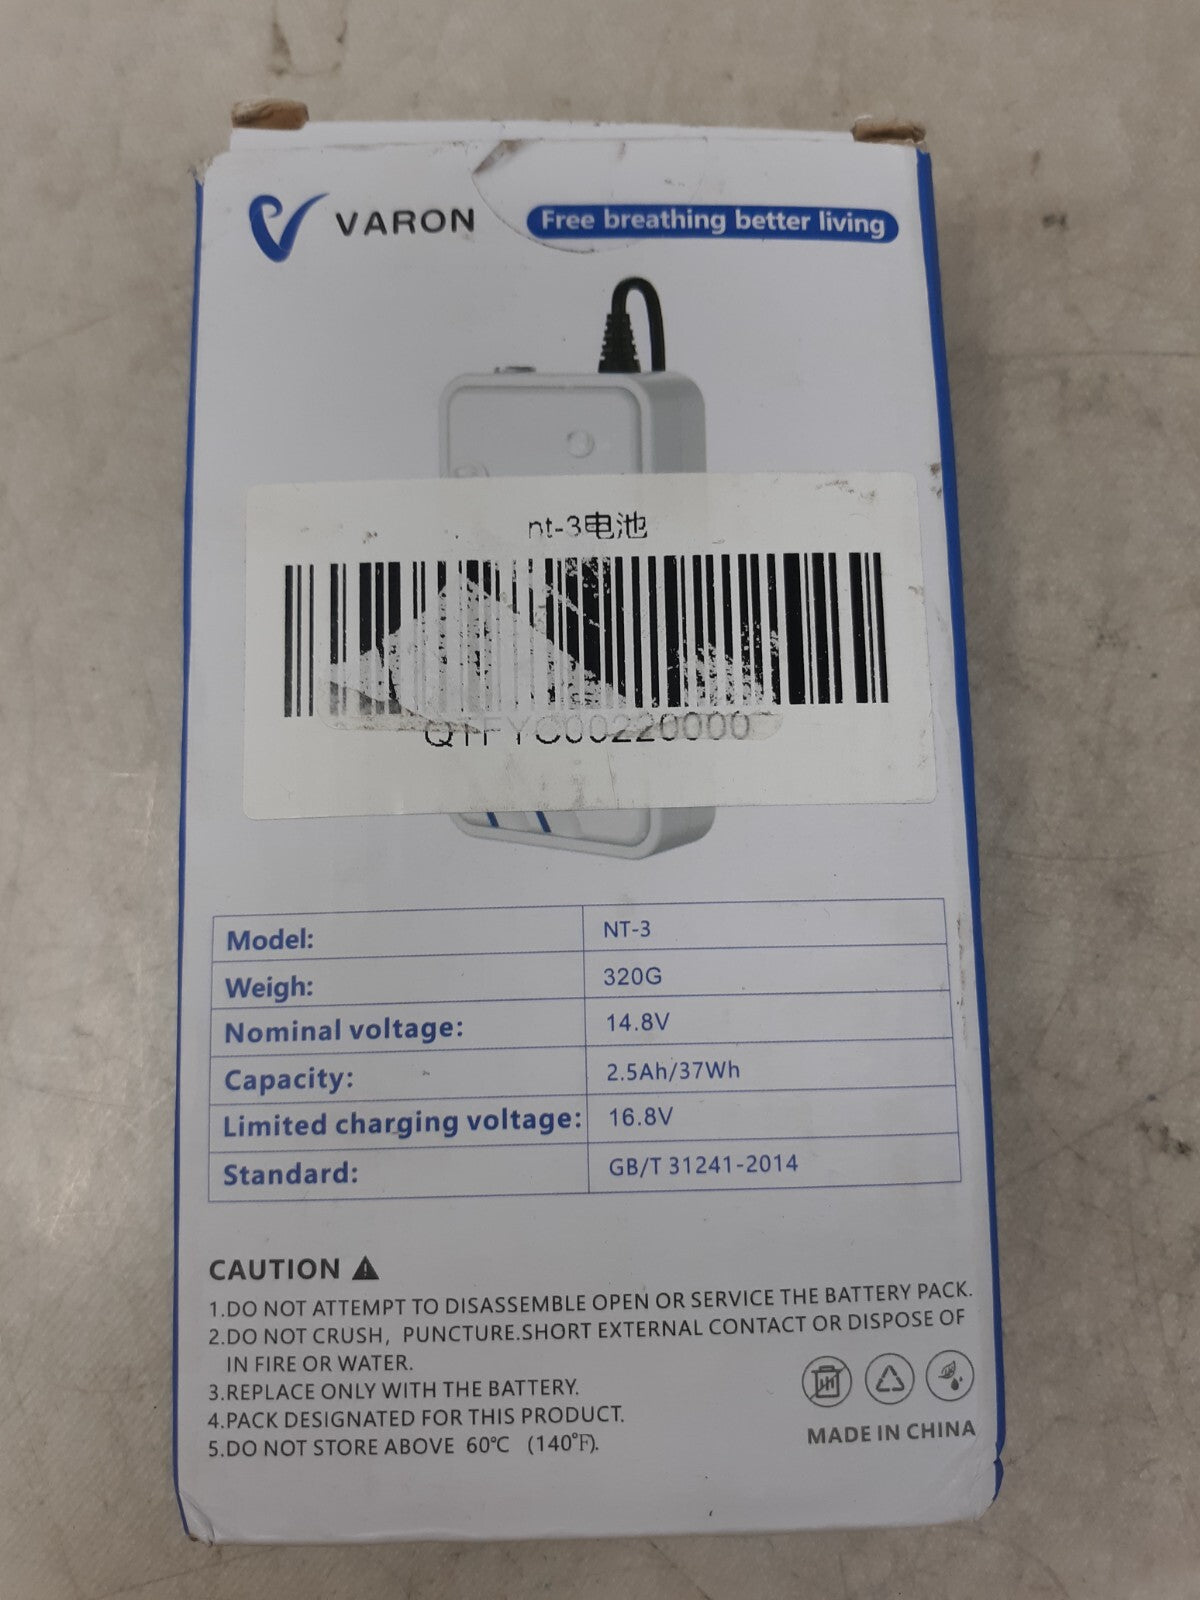 VARON
Free breathing better living
nt-3电池
QTFYC00220000
Model: NT-3
Weigh: 320G
Nominal voltage: 14.8V
Capacity: 2.5Ah/37Wh
Limited charging voltage: 16.8V
Standard: GB/T 31241-2014
CAUTION
1.DO NOT ATTEMPT TO DISASSEMBLE OPEN OR SERVICE THE BATTERY PACK.
2.DO NOT CRUSH, PUNCTURE.SHORT EXTERNAL CONTACT OR DISPOSE OF
IN FIRE OR WATER.
3.REPLACE ONLY WITH THE BATTERY.
4.PACK DESIGNATED FOR THIS PRODUCT.
5.DO NOT STORE ABOVE 60℃ (140℉).
MADE IN CHINA